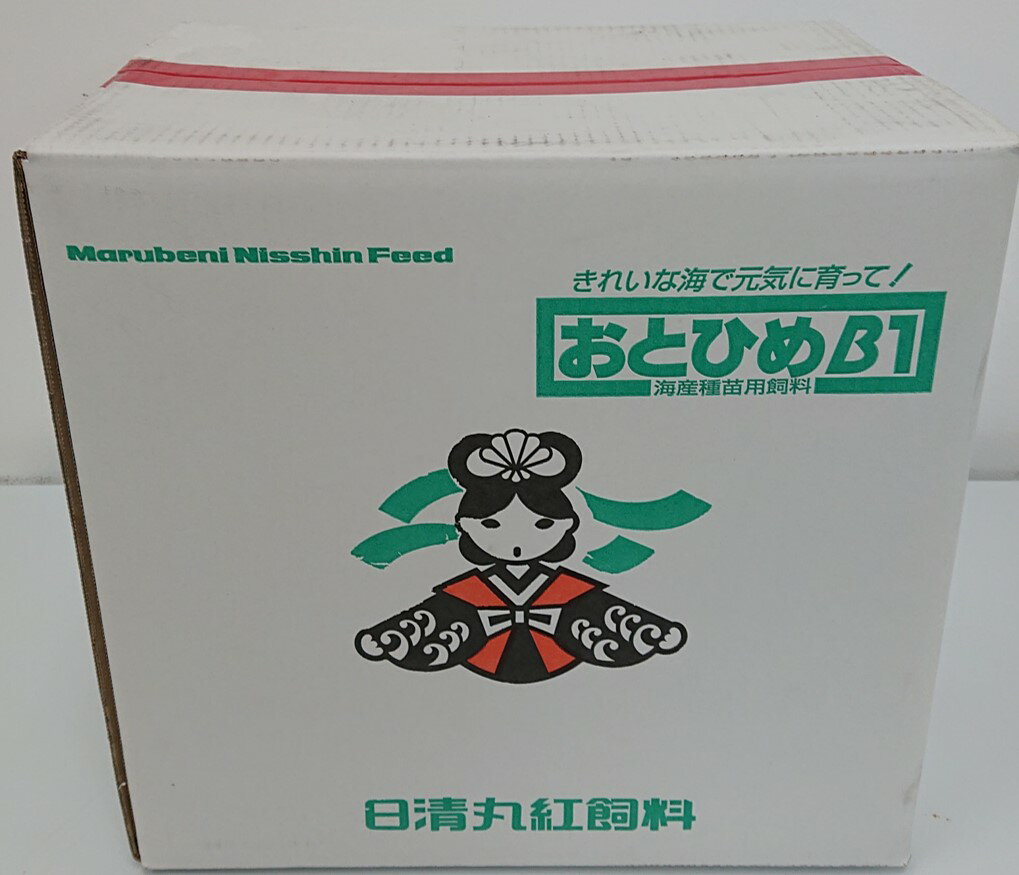 Marubeni Nisshin Feed
きれいな海で元気に育って!
おとひめB1
海産種苗用飼料
日清丸紅飼料